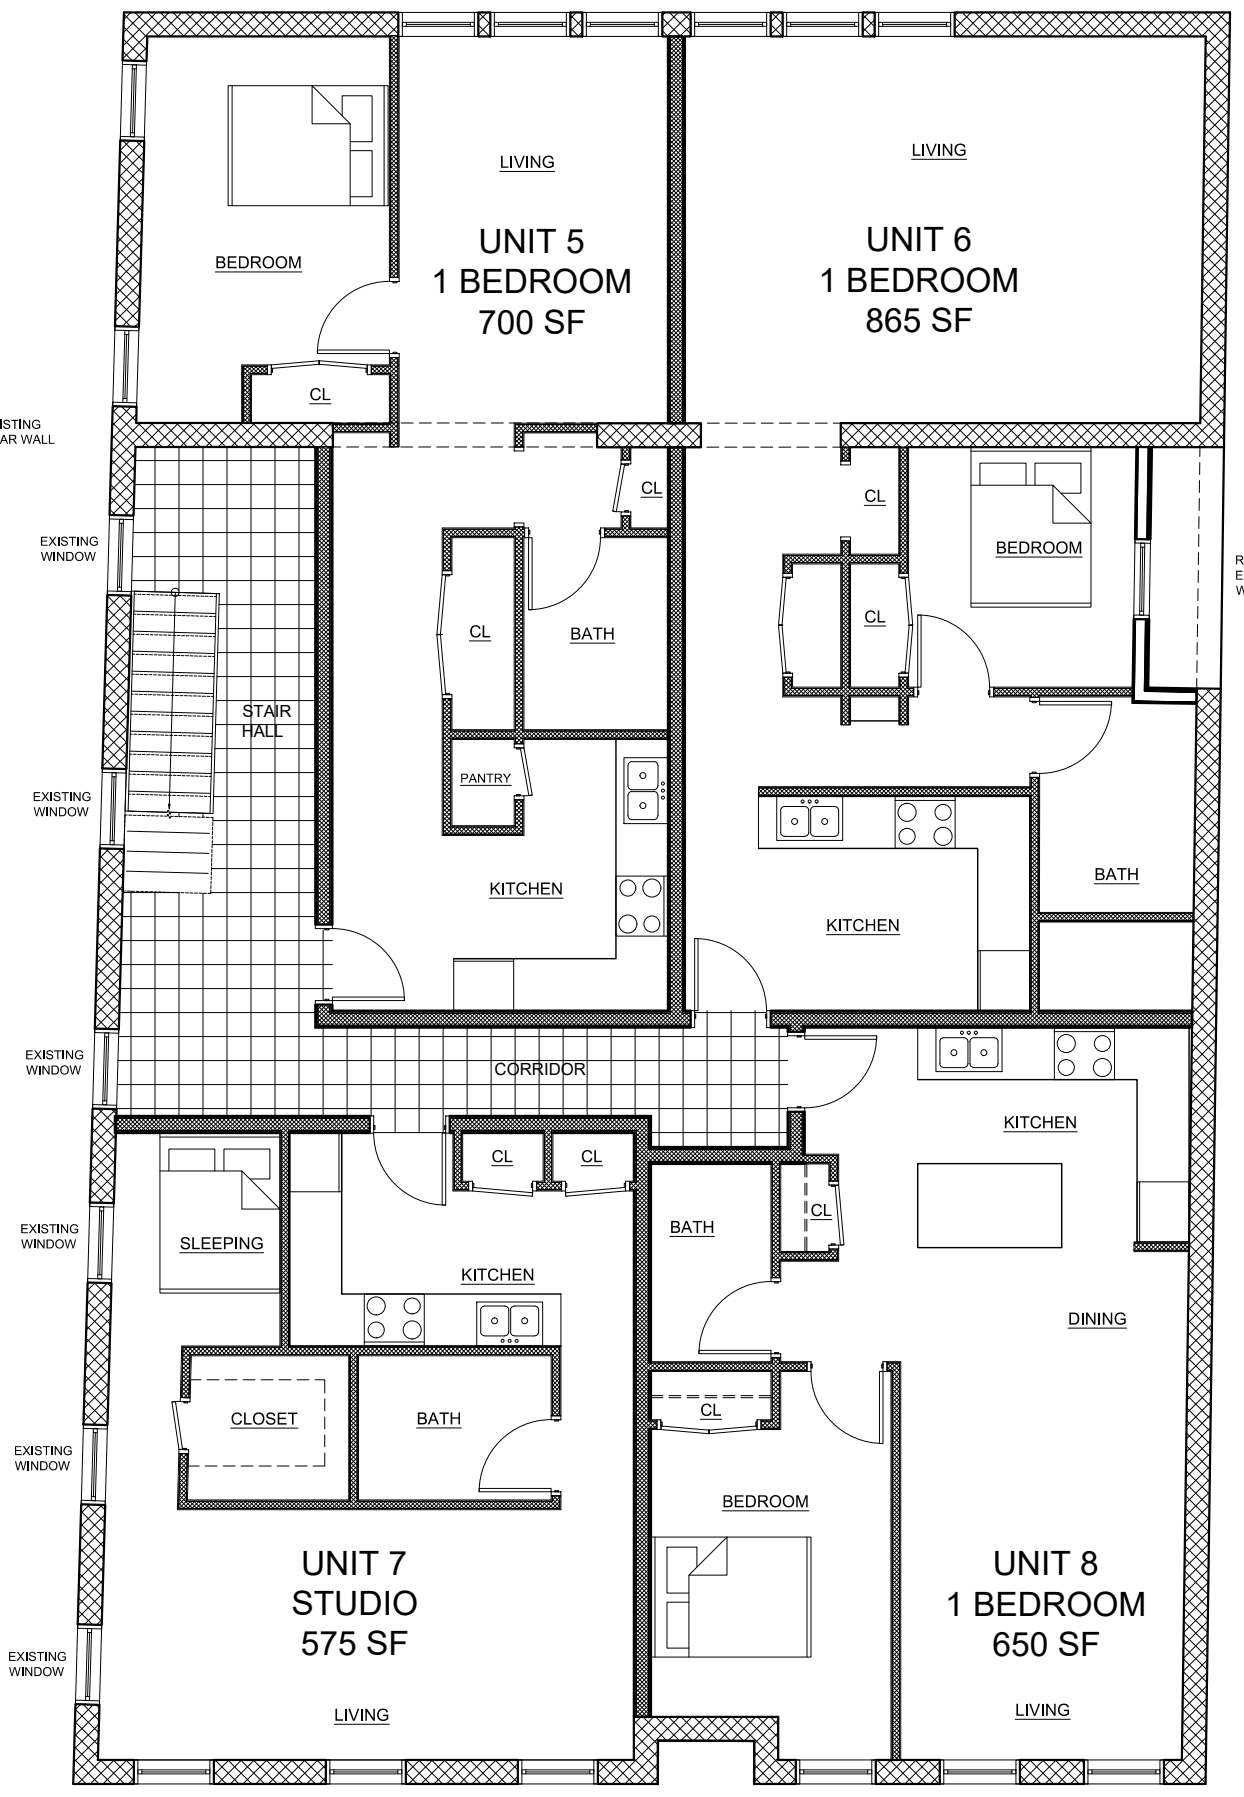 LIVING
LIVING
UNIT 5
1 BEDROOM
700 SF
UNIT 6
1 BEDROOM
865 SF
BEDROOM
CL
AR WALL
CL
CL
EXISTING
WINDOW
BEDROOM
CL
BATH
CL
STAIR
HALL
PANTRY
EXISTING
WINDOW
KITCHEN
BATH
KITCHEN
EXISTING
WINDOW
CORRIDOR
KITCHEN
CL
CL
CL
BATH
EXISTING
WINDOW
SLEEPING
KITCHEN
DINING
CLOSET
BATH
CL
EXISTING
WINDOW
BEDROOM
UNIT 7
STUDIO
575 SF
UNIT 8
1 BEDROOM
650 SF
EXISTING
WINDOW
LIVING
LIVING